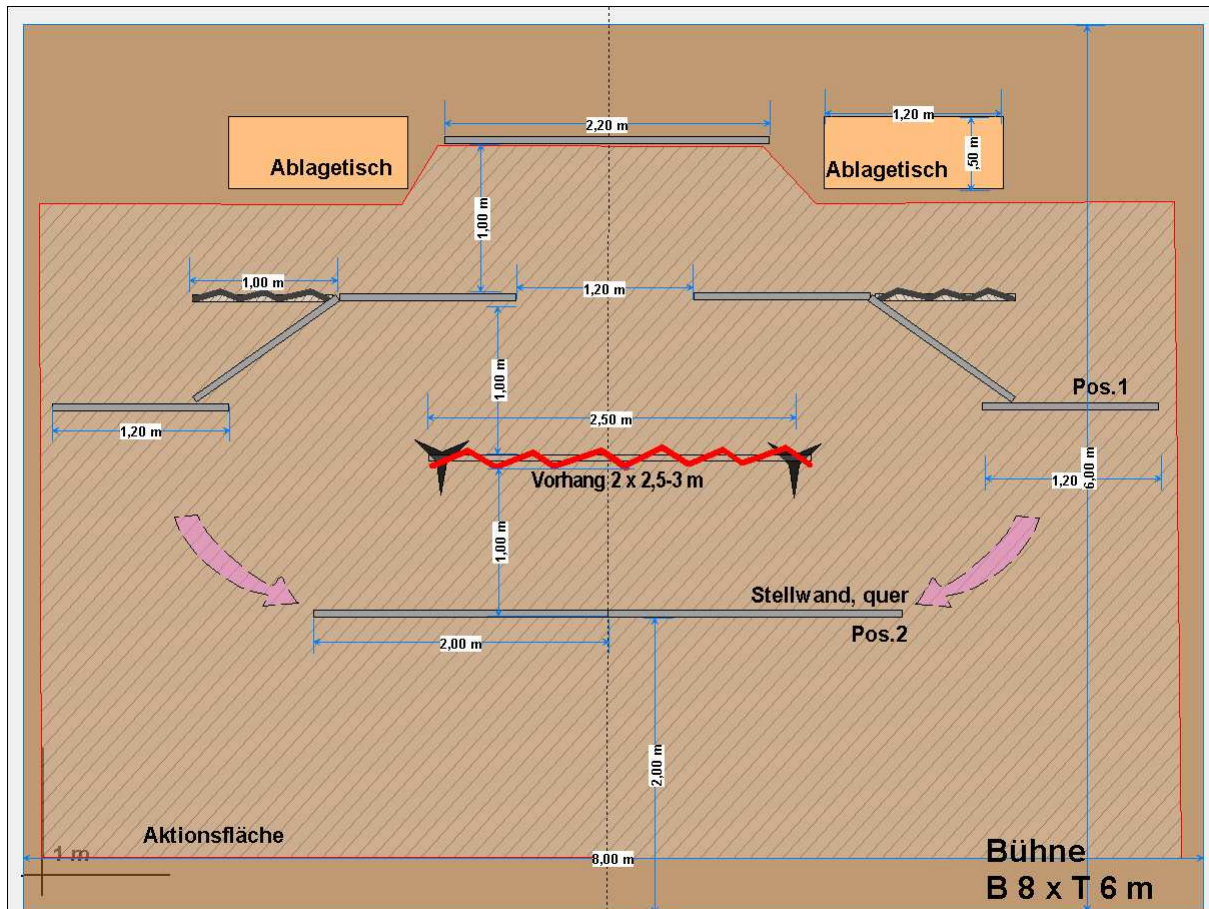 2,20 m
1,20 m
,50 m
Ablagetisch
Ablagetisch
1,00 m
1,00 m
1,20 m
1,00 m
Pos.1
2,50 m
1,20 m
Vorhang 2 x 2,5-3 m
1,20
6,00 m
1,00 m
Stellwand, quer
Pos.2
2,00 m
2,00 m
Aktionsfläche
1 m
8,00 m
Bühne
B 8 x T 6 m